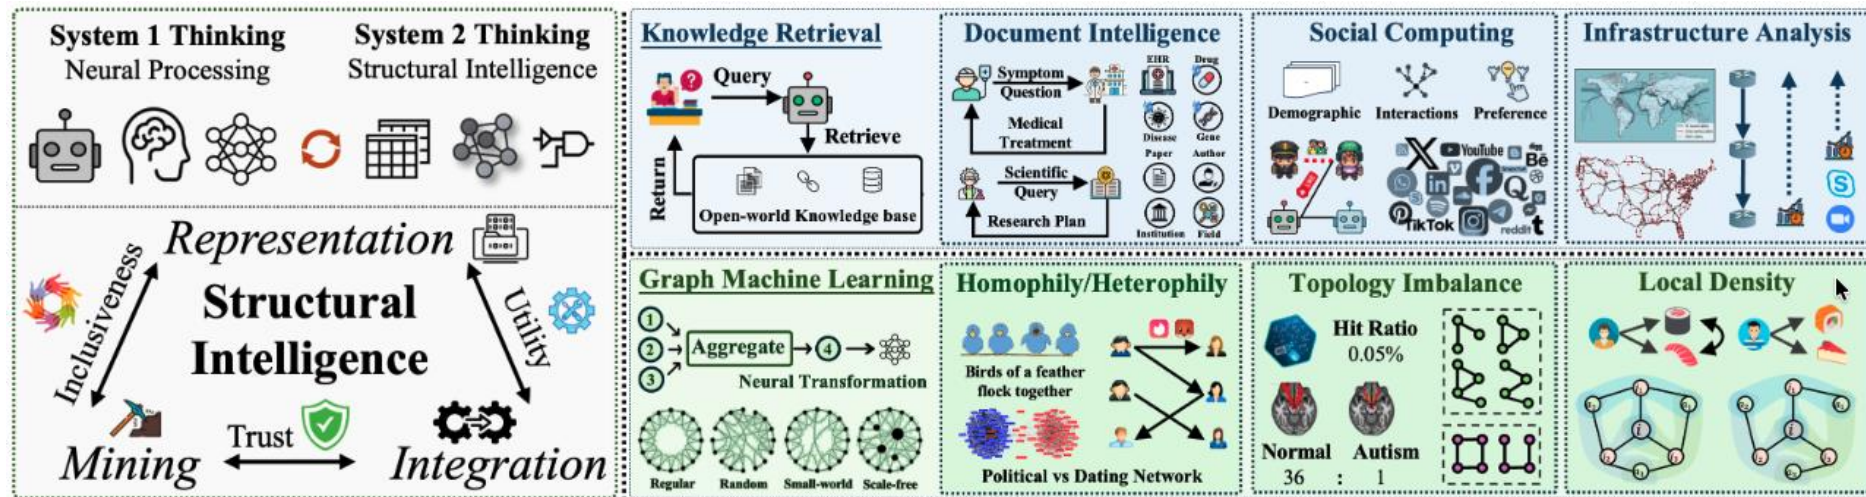 System 1 Thinking
Neural Processing
System 2 Thinking
Structural Intelligence
Representation
Inclusiveness
Structural
Intelligence
Utility
Mining
Trust
Integration
Knowledge Retrieval
Query
Retrieve
Return
Open-world Knowledge base
Document Intelligence
Symptom
Question
Medical
Treatment
Scientific
Query
Research Plan
EHR
Drug
Disease
Gene
Paper
Author
Institution
Field
Social Computing
Demographic
Interactions
Preference
YouTube
Bē
TikTok
reddit
Infrastructure Analysis
Graph Machine Learning
1
2
3
Aggregate
4
Neural Transformation
Regular
Random
Small-world
Scale-free
Homophily/Heterophily
Birds of a feather
flock together
Political vs Dating Network
Topology Imbalance
Hit Ratio
0.05%
Normal
Autism
36 : 1
Local Density